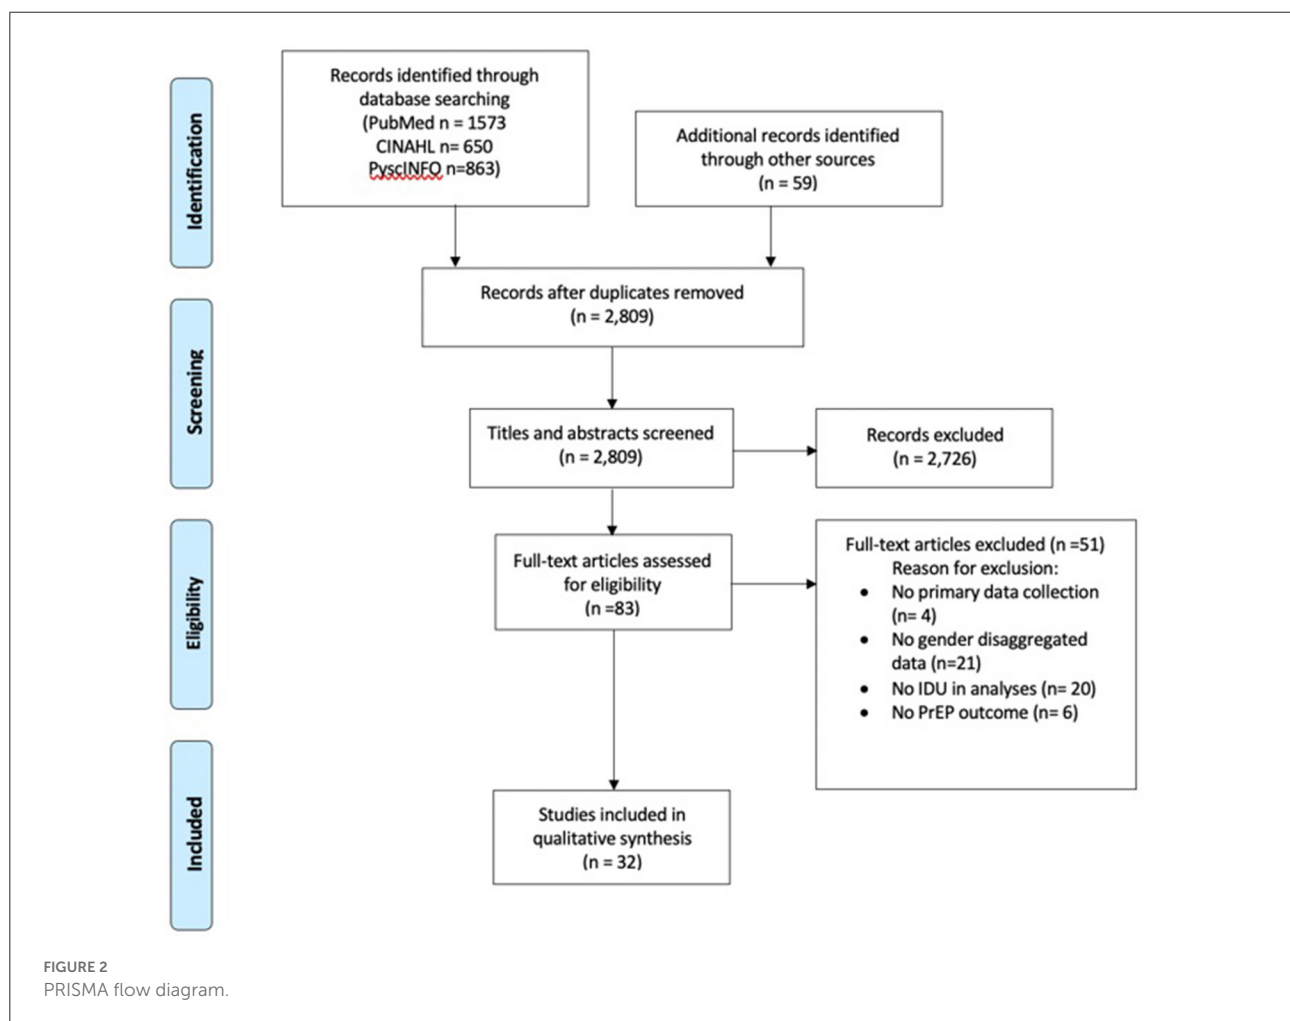 Identification
Records identified through
database searching
(PubMed n = 1573
CINAHL n= 650
PyscINFO n=863)
Additional records identified
through other sources
(n = 59)
Records after duplicates removed
(n = 2,809)
Screening
Titles and abstracts screened
(n = 2,809)
Records excluded
(n = 2,726)
Eligibility
Full-text articles assessed
for eligibility
(n =83)
Full-text articles excluded (n =51)
Reason for exclusion:
• No primary data collection
(n= 4)
• No gender disaggregated
data (n=21)
• No IDU in analyses (n= 20)
• No PrEP outcome (n= 6)
Included
Studies included in
qualitative synthesis
(n = 32)
FIGURE 2
PRISMA flow diagram.